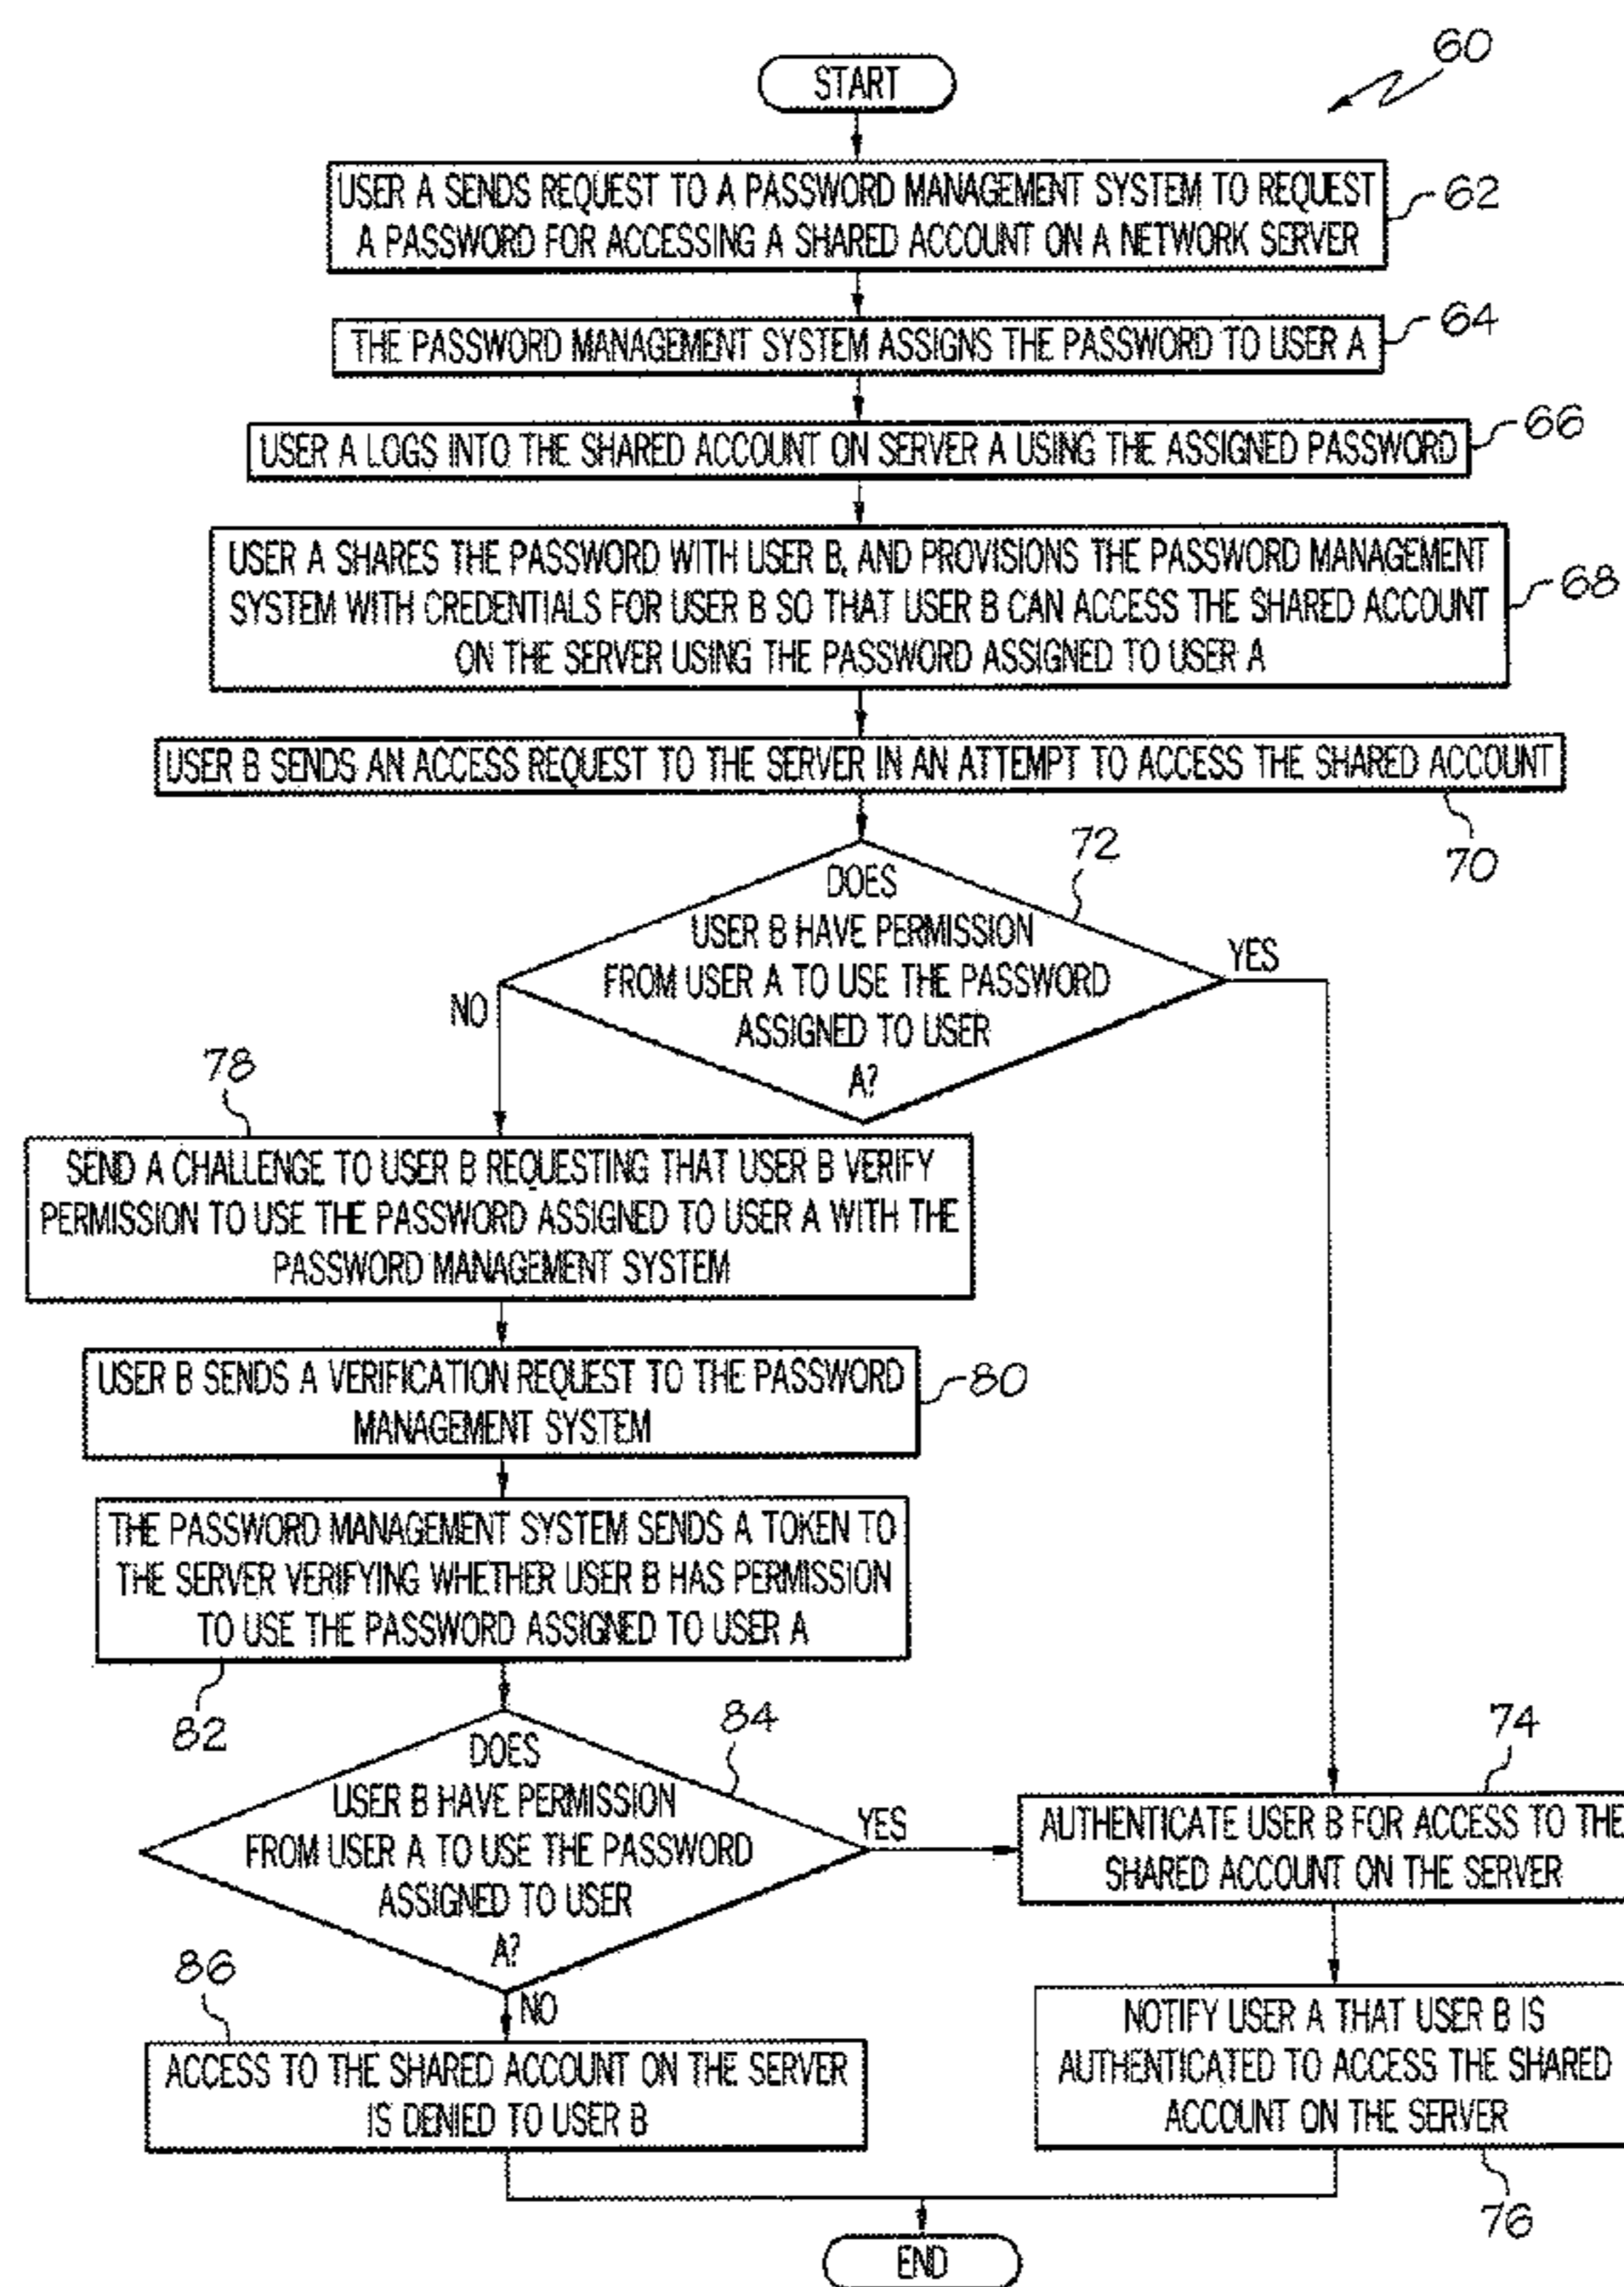 60
START
USER A SENDS REQUEST TO A PASSWORD MANAGEMENT SYSTEM TO REQUEST
A PASSWORD FOR ACCESSING A SHARED ACCOUNT ON A NETWORK SERVER
62
THE PASSWORD MANAGEMENT SYSTEM ASSIGNS THE PASSWORD TO USER A
64
USER A LOGS INTO THE SHARED ACCOUNT ON SERVER A USING THE ASSIGNED PASSWORD
66
USER A SHARES THE PASSWORD WITH USER B, AND PROVISIONS THE PASSWORD MANAGEMENT
SYSTEM WITH CREDENTIALS FOR USER B SO THAT USER B CAN ACCESS THE SHARED ACCOUNT
ON THE SERVER USING THE PASSWORD ASSIGNED TO USER A
68
USER B SENDS AN ACCESS REQUEST TO THE SERVER IN AN ATTEMPT TO ACCESS THE SHARED ACCOUNT
70
72
DOES
USER B HAVE PERMISSION
FROM USER A TO USE THE PASSWORD
ASSIGNED TO USER
A?
YES
NO
78
SEND A CHALLENGE TO USER B REQUESTING THAT USER B VERIFY
PERMISSION TO USE THE PASSWORD ASSIGNED TO USER A WITH THE
PASSWORD MANAGEMENT SYSTEM
USER B SENDS A VERIFICATION REQUEST TO THE PASSWORD
MANAGEMENT SYSTEM
80
THE PASSWORD MANAGEMENT SYSTEM SENDS A TOKEN TO
THE SERVER VERIFYING WHETHER USER B HAS PERMISSION
TO USE THE PASSWORD ASSIGNED TO USER A
82
84
DOES
USER B HAVE PERMISSION
FROM USER A TO USE THE PASSWORD
ASSIGNED TO USER
A?
YES
NO
74
AUTHENTICATE USER B FOR ACCESS TO THE
SHARED ACCOUNT ON THE SERVER
86
ACCESS TO THE SHARED ACCOUNT ON THE SERVER
IS DENIED TO USER B
NOTIFY USER A THAT USER B IS
AUTHENTICATED TO ACCESS THE SHARED
ACCOUNT ON THE SERVER
76
END